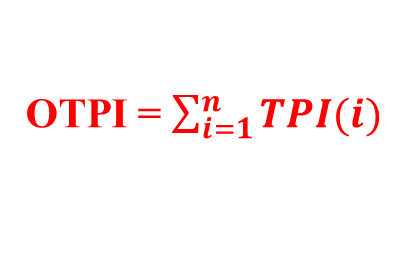 OTPI = ∑ⁿᵢ₌₁ TPI(i)